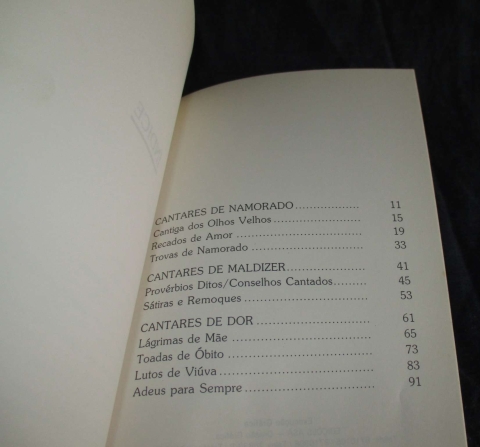 CANTARES DE NAMORADO................... 11
Cantiga dos Olhos Velhos...................... 15
Recados de Amor ............................... 19
Trovas de Namorado ............................ 33
CANTARES DE MALDIZER.................... 41
Provérbios Ditos/Conselhos Cantados......... 45
Sátiras e Remoques ............................... 53
CANTARES DE DOR ............................ 61
Lágrimas de Mãe ................................... 65
Toadas de Óbito .................................... 73
Lutos de Viúva ...................................... 83
Adeus para Sempre................................ 91